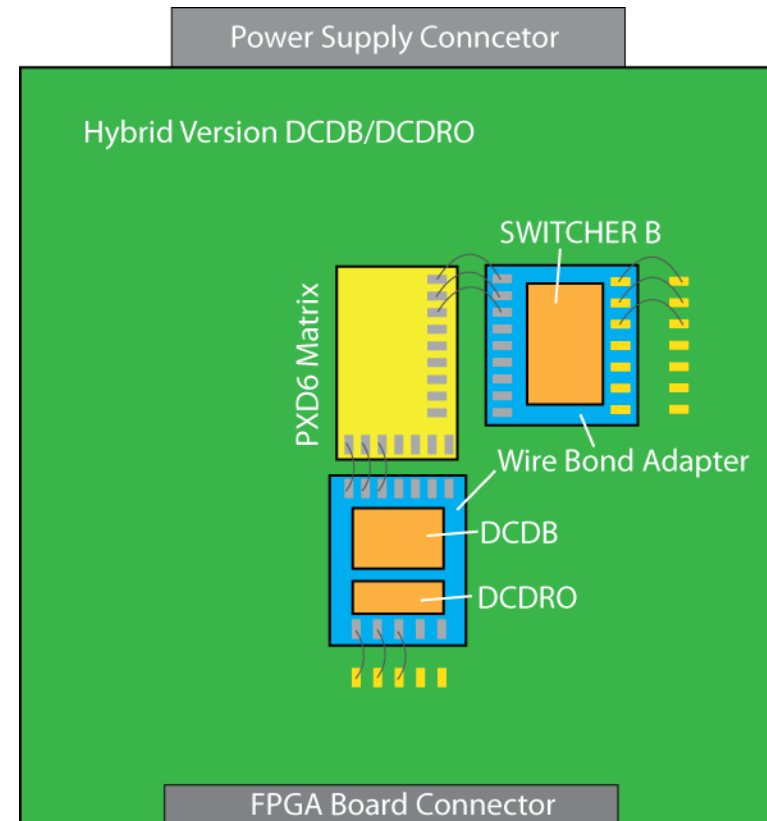 Power Supply Conncetor
Hybrid Version DCDB/DCDRO
SWITCHER B
PXD6 Matrix
Wire Bond Adapter
DCDB
DCDRO
FPGA Board Connector